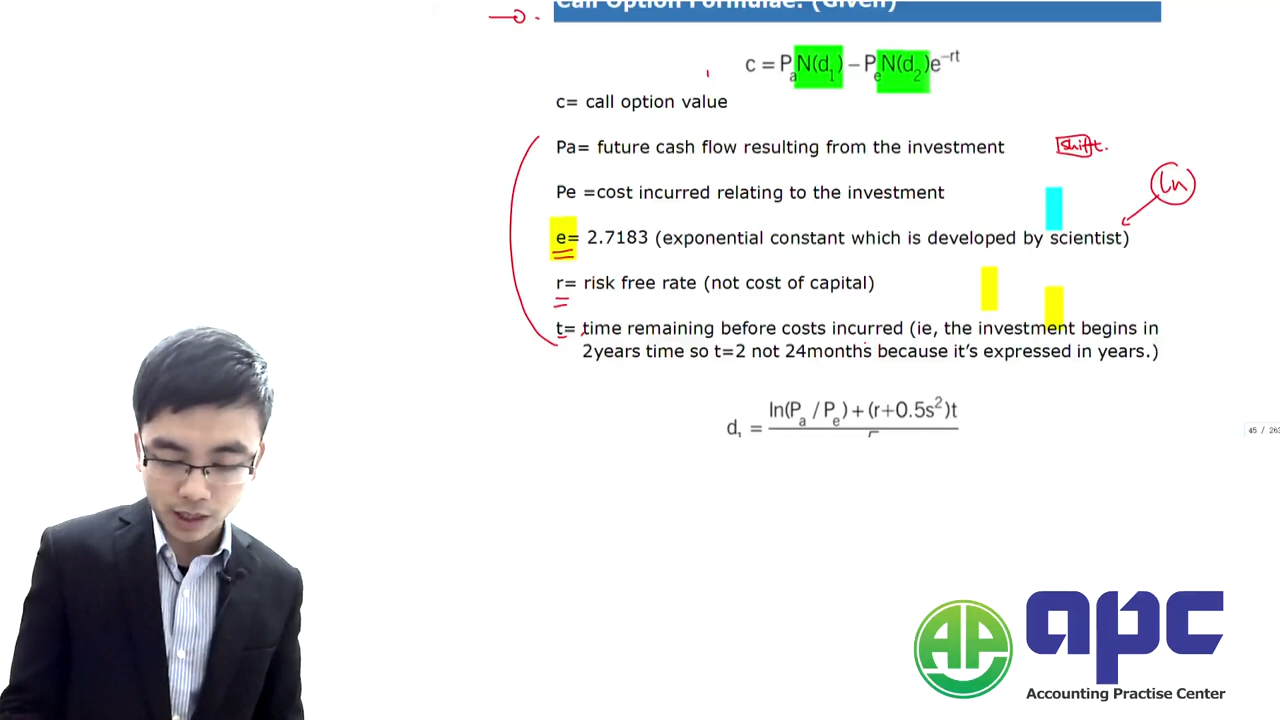 Call Option Formulae: (Given)
c = PₐN(d₁) – PₑN(d₂)e⁻ʳᵗ
c= call option value
Pa= future cash flow resulting from the investment
shift.
Pe =cost incurred relating to the investment
Ln
e= 2.7183 (exponential constant which is developed by scientist)
r= risk free rate (not cost of capital)
t= time remaining before costs incurred (ie, the investment begins in
2years time so t=2 not 24months because it's expressed in years.)
d₁ = ln(Pₐ / Pₑ) + (r+0.5s²)t
45 / 263
AP
apc
Accounting Practise Center